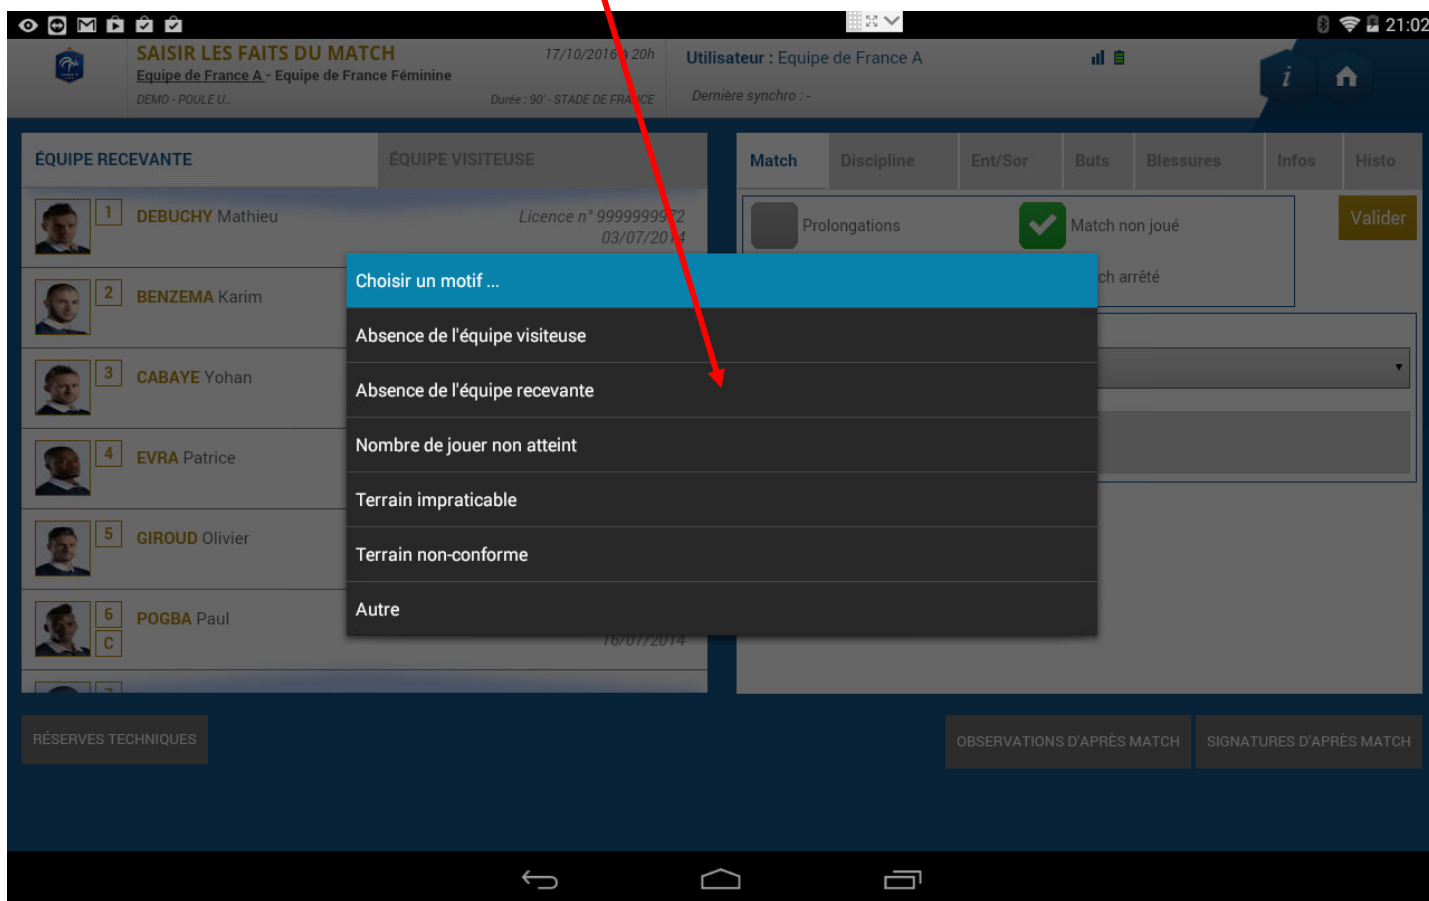 21:02
SAISIR LES FAITS DU MATCH
17/10/2016 à 20h
Equipe de France A - Equipe de France Féminine
DEMO - POULE U..
Durée : 90' - STADE DE FRANCE
Utilisateur : Equipe de France A
Dernière synchro : -
i
ÉQUIPE RECEVANTE
ÉQUIPE VISITEUSE
1 DEBUCHY Mathieu
Licence n° 9999999972
03/07/2014
2 BENZEMA Karim
3 CABAYE Yohan
4 EVRA Patrice
5 GIROUD Olivier
6 POGBA Paul
C
16/07/2014
7
Match Discipline Ent/Sor Buts Blessures Infos Histo
Prolongations
Match non joué
Valider
ch arrêté
Choisir un motif ...
Absence de l'équipe visiteuse
Absence de l'équipe recevante
Nombre de jouer non atteint
Terrain impraticable
Terrain non-conforme
Autre
RÉSERVES TECHNIQUES
OBSERVATIONS D'APRÈS MATCH
SIGNATURES D'APRÈS MATCH